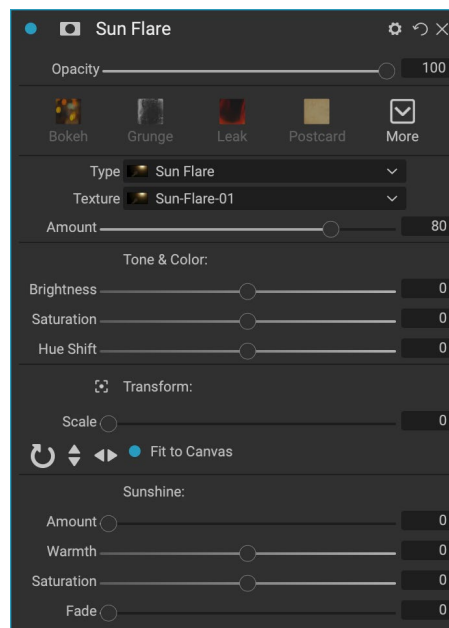 Sun Flare
Opacity 100
Bokeh Grunge Leak Postcard More
Type Sun Flare
Texture Sun-Flare-01
Amount 80
Tone & Color:
Brightness 0
Saturation 0
Hue Shift 0
Transform:
Scale 0
Fit to Canvas
Sunshine:
Amount 0
Warmth 0
Saturation 0
Fade 0